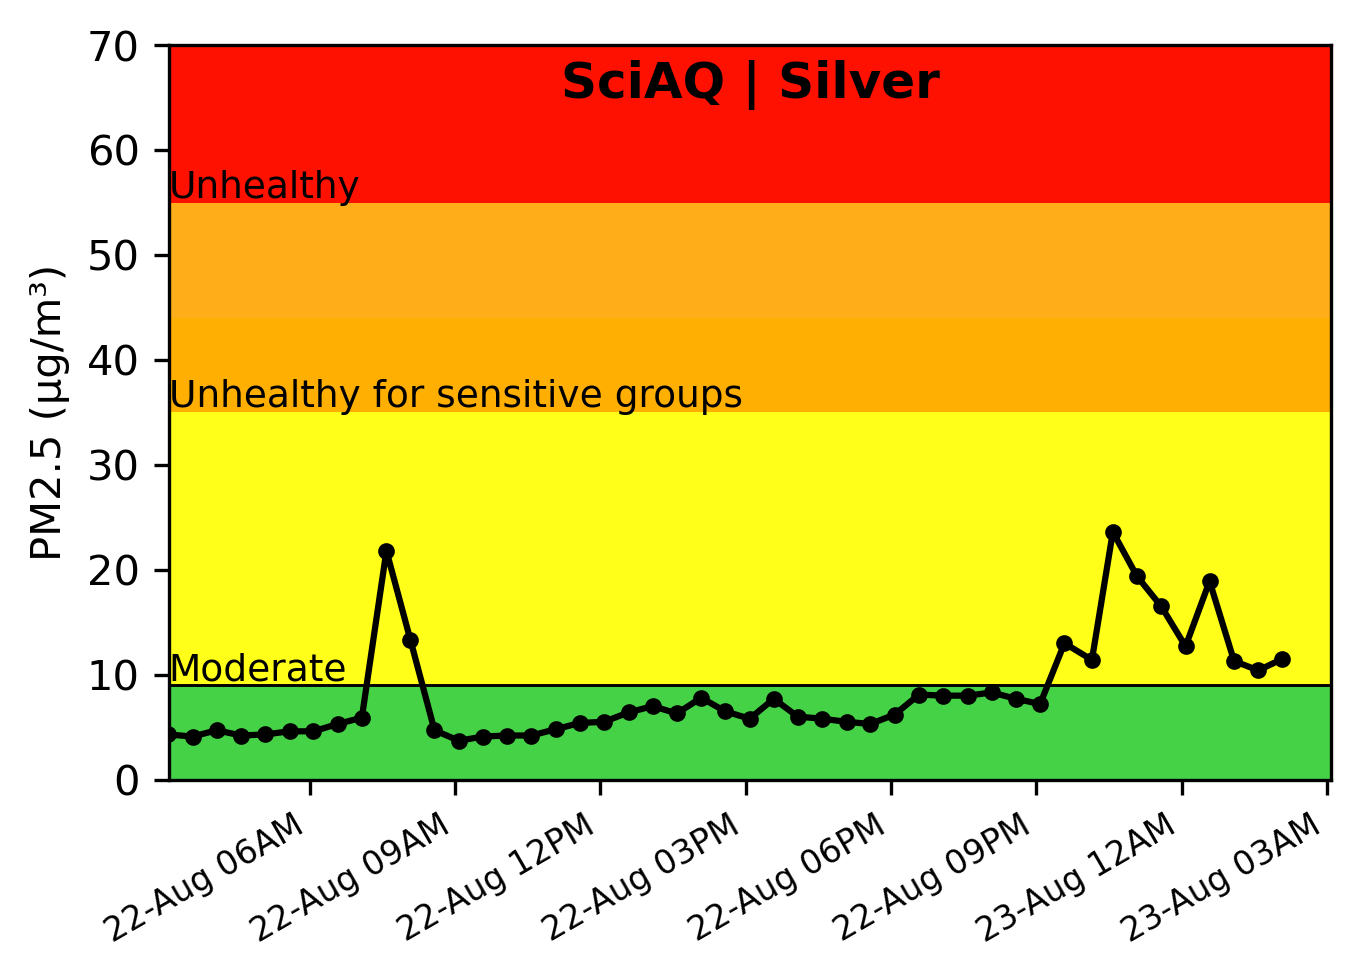 SciAQ | Silver
PM2.5 (µg/m³)
70
60
50
40
30
20
10
0
Unhealthy
Unhealthy for sensitive groups
Moderate
22-Aug 06AM
22-Aug 09AM
22-Aug 12PM
22-Aug 03PM
22-Aug 06PM
22-Aug 09PM
23-Aug 12AM
23-Aug 03AM